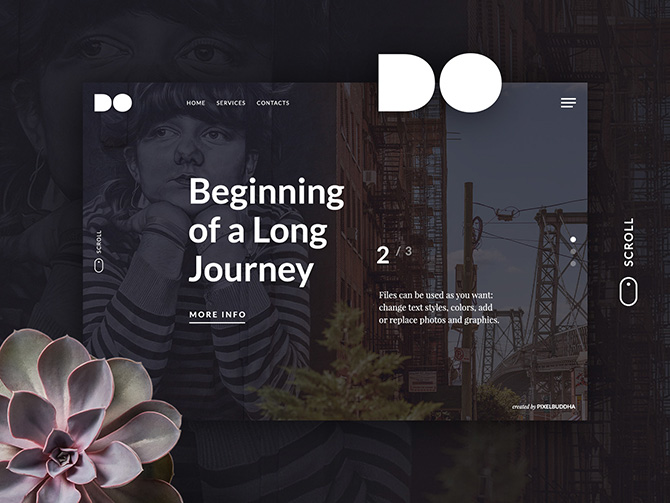 DO
DO
HOME SERVICES CONTACTS
Beginning
of a Long
Journey
MORE INFO
SCROLL
2 / 3
Files can be used as you want:
change text styles, colors, add
or replace photos and graphics.
created by PIXELBUDDHA
SCROLL